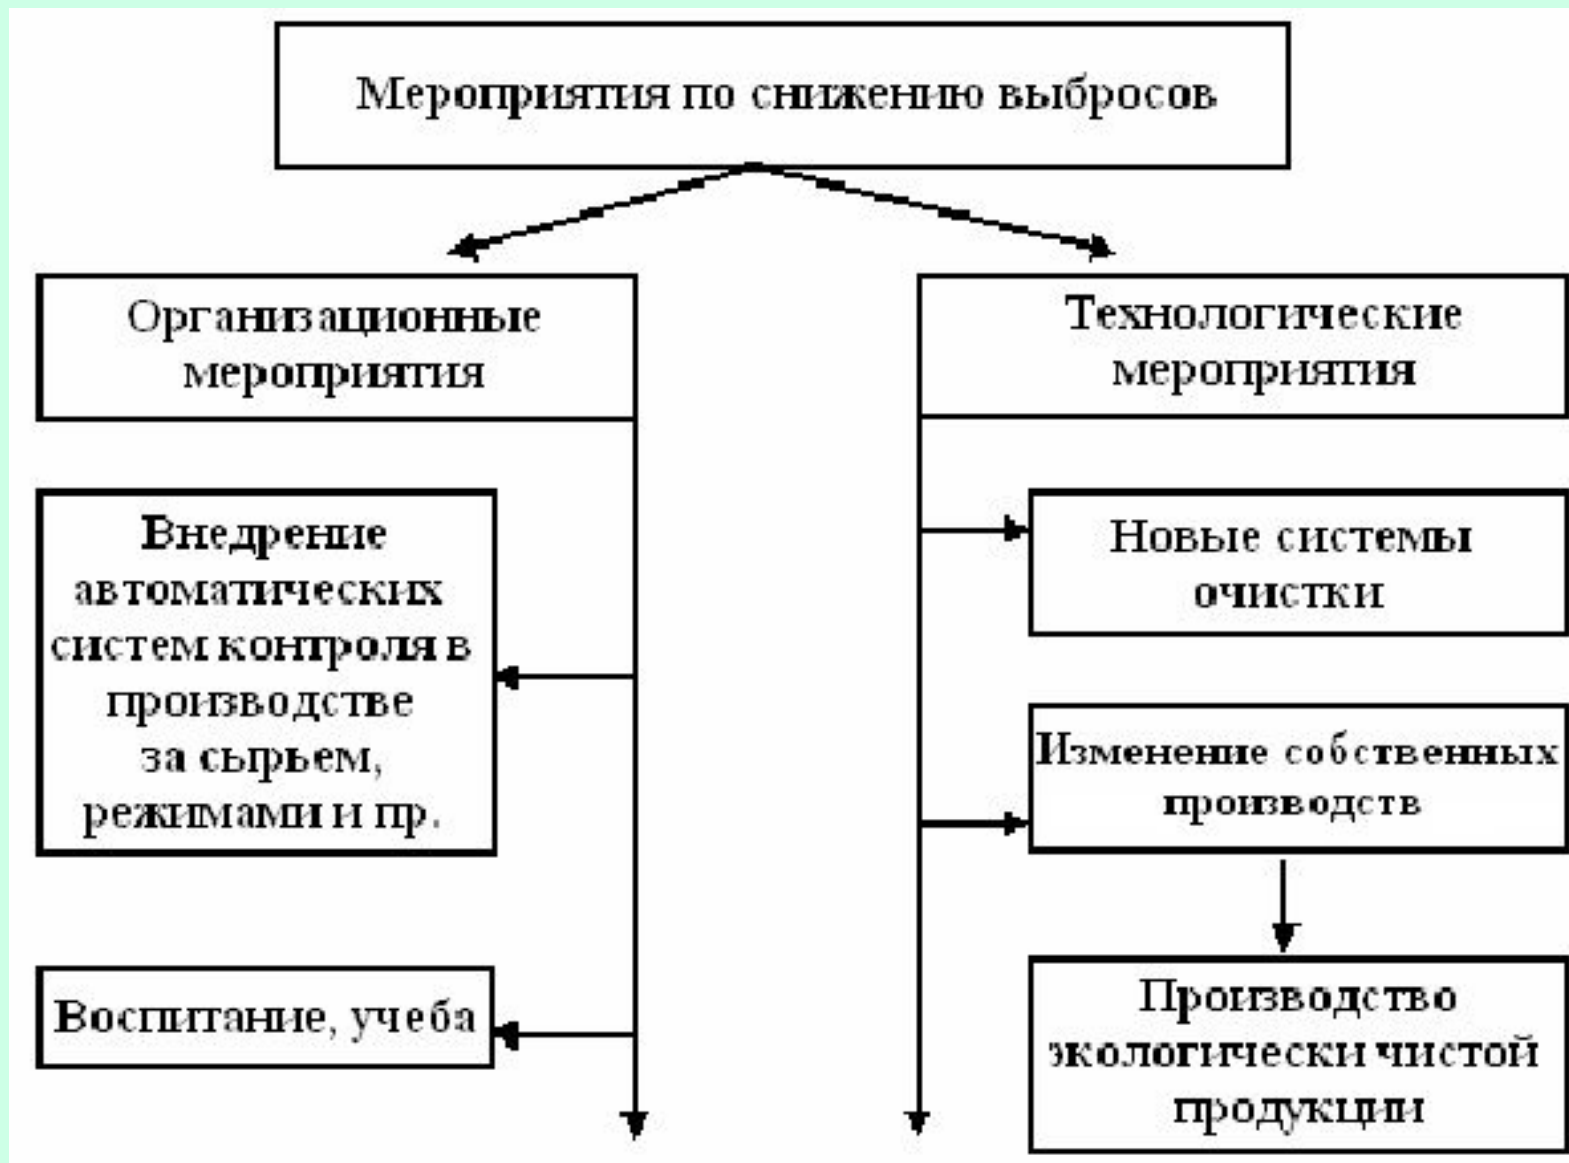 Мероприятия по снижению выбросов
Организационные
мероприятия
Технологические
мероприятия
Внедрение
автоматических
систем контроля в
производстве
за сырьем,
режимами и пр.
Новые системы
очистки
Изменение собственных
производств
Воспитание, учеба
Производство
экологически чистой
продукции